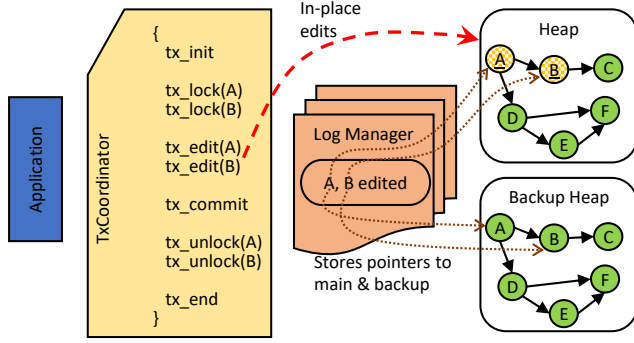 Application
TxCoordinator
{
tx_init
tx_lock(A)
tx_lock(B)
tx_edit(A)
tx_edit(B)
tx_commit
tx_unlock(A)
tx_unlock(B)
tx_end
}
In-place
edits
Log Manager
A, B edited
Stores pointers to
main & backup
Heap
A
B
C
D
F
E
Backup Heap
A
B
C
D
F
E